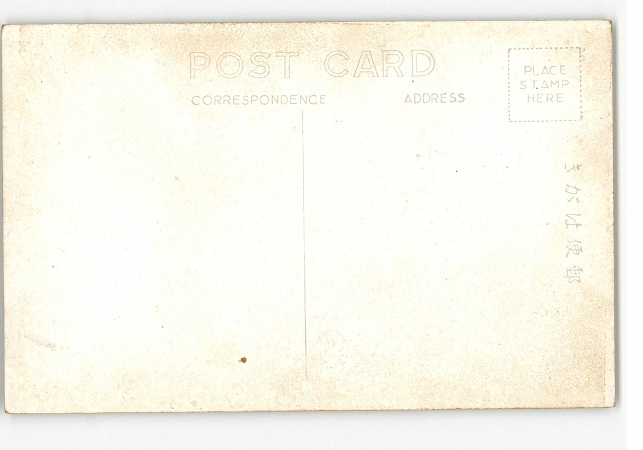 POST CARD
CORRESPONDENCE
ADDRESS
PLACE
STAMP
HERE
きがは便郵